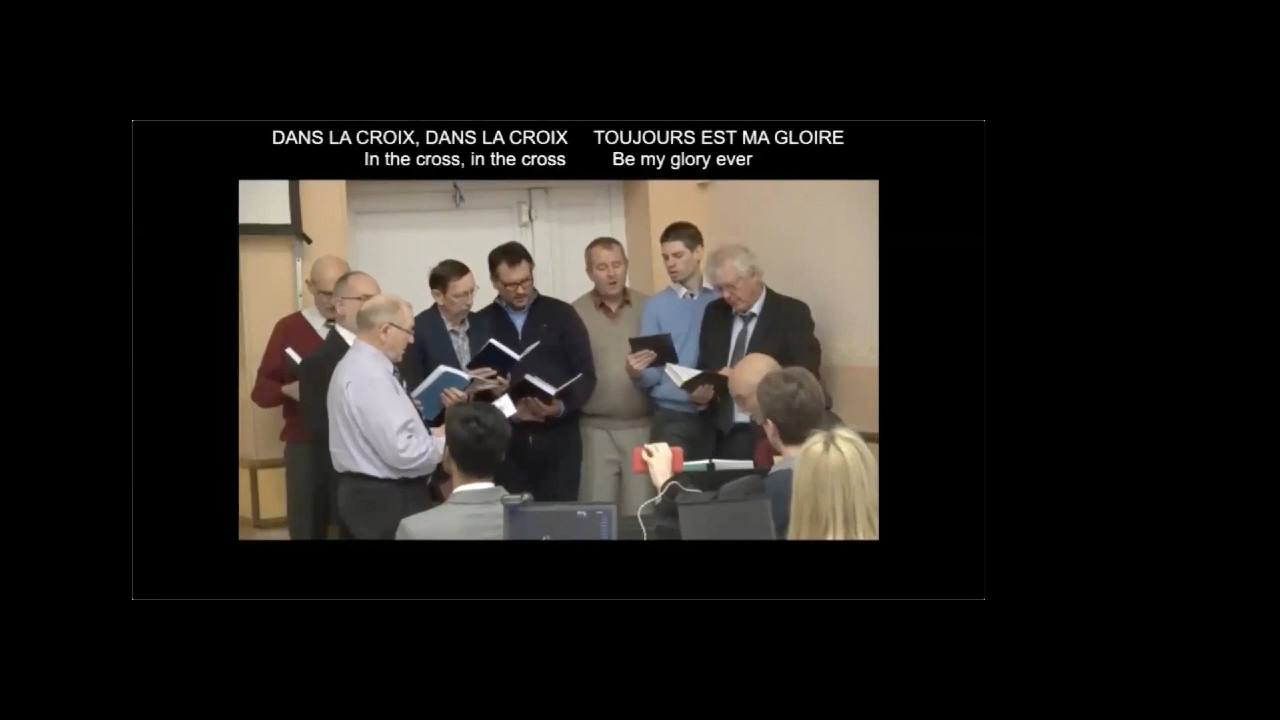 DANS LA CROIX, DANS LA CROIX TOUJOURS EST MA GLOIRE
In the cross, in the cross Be my glory ever